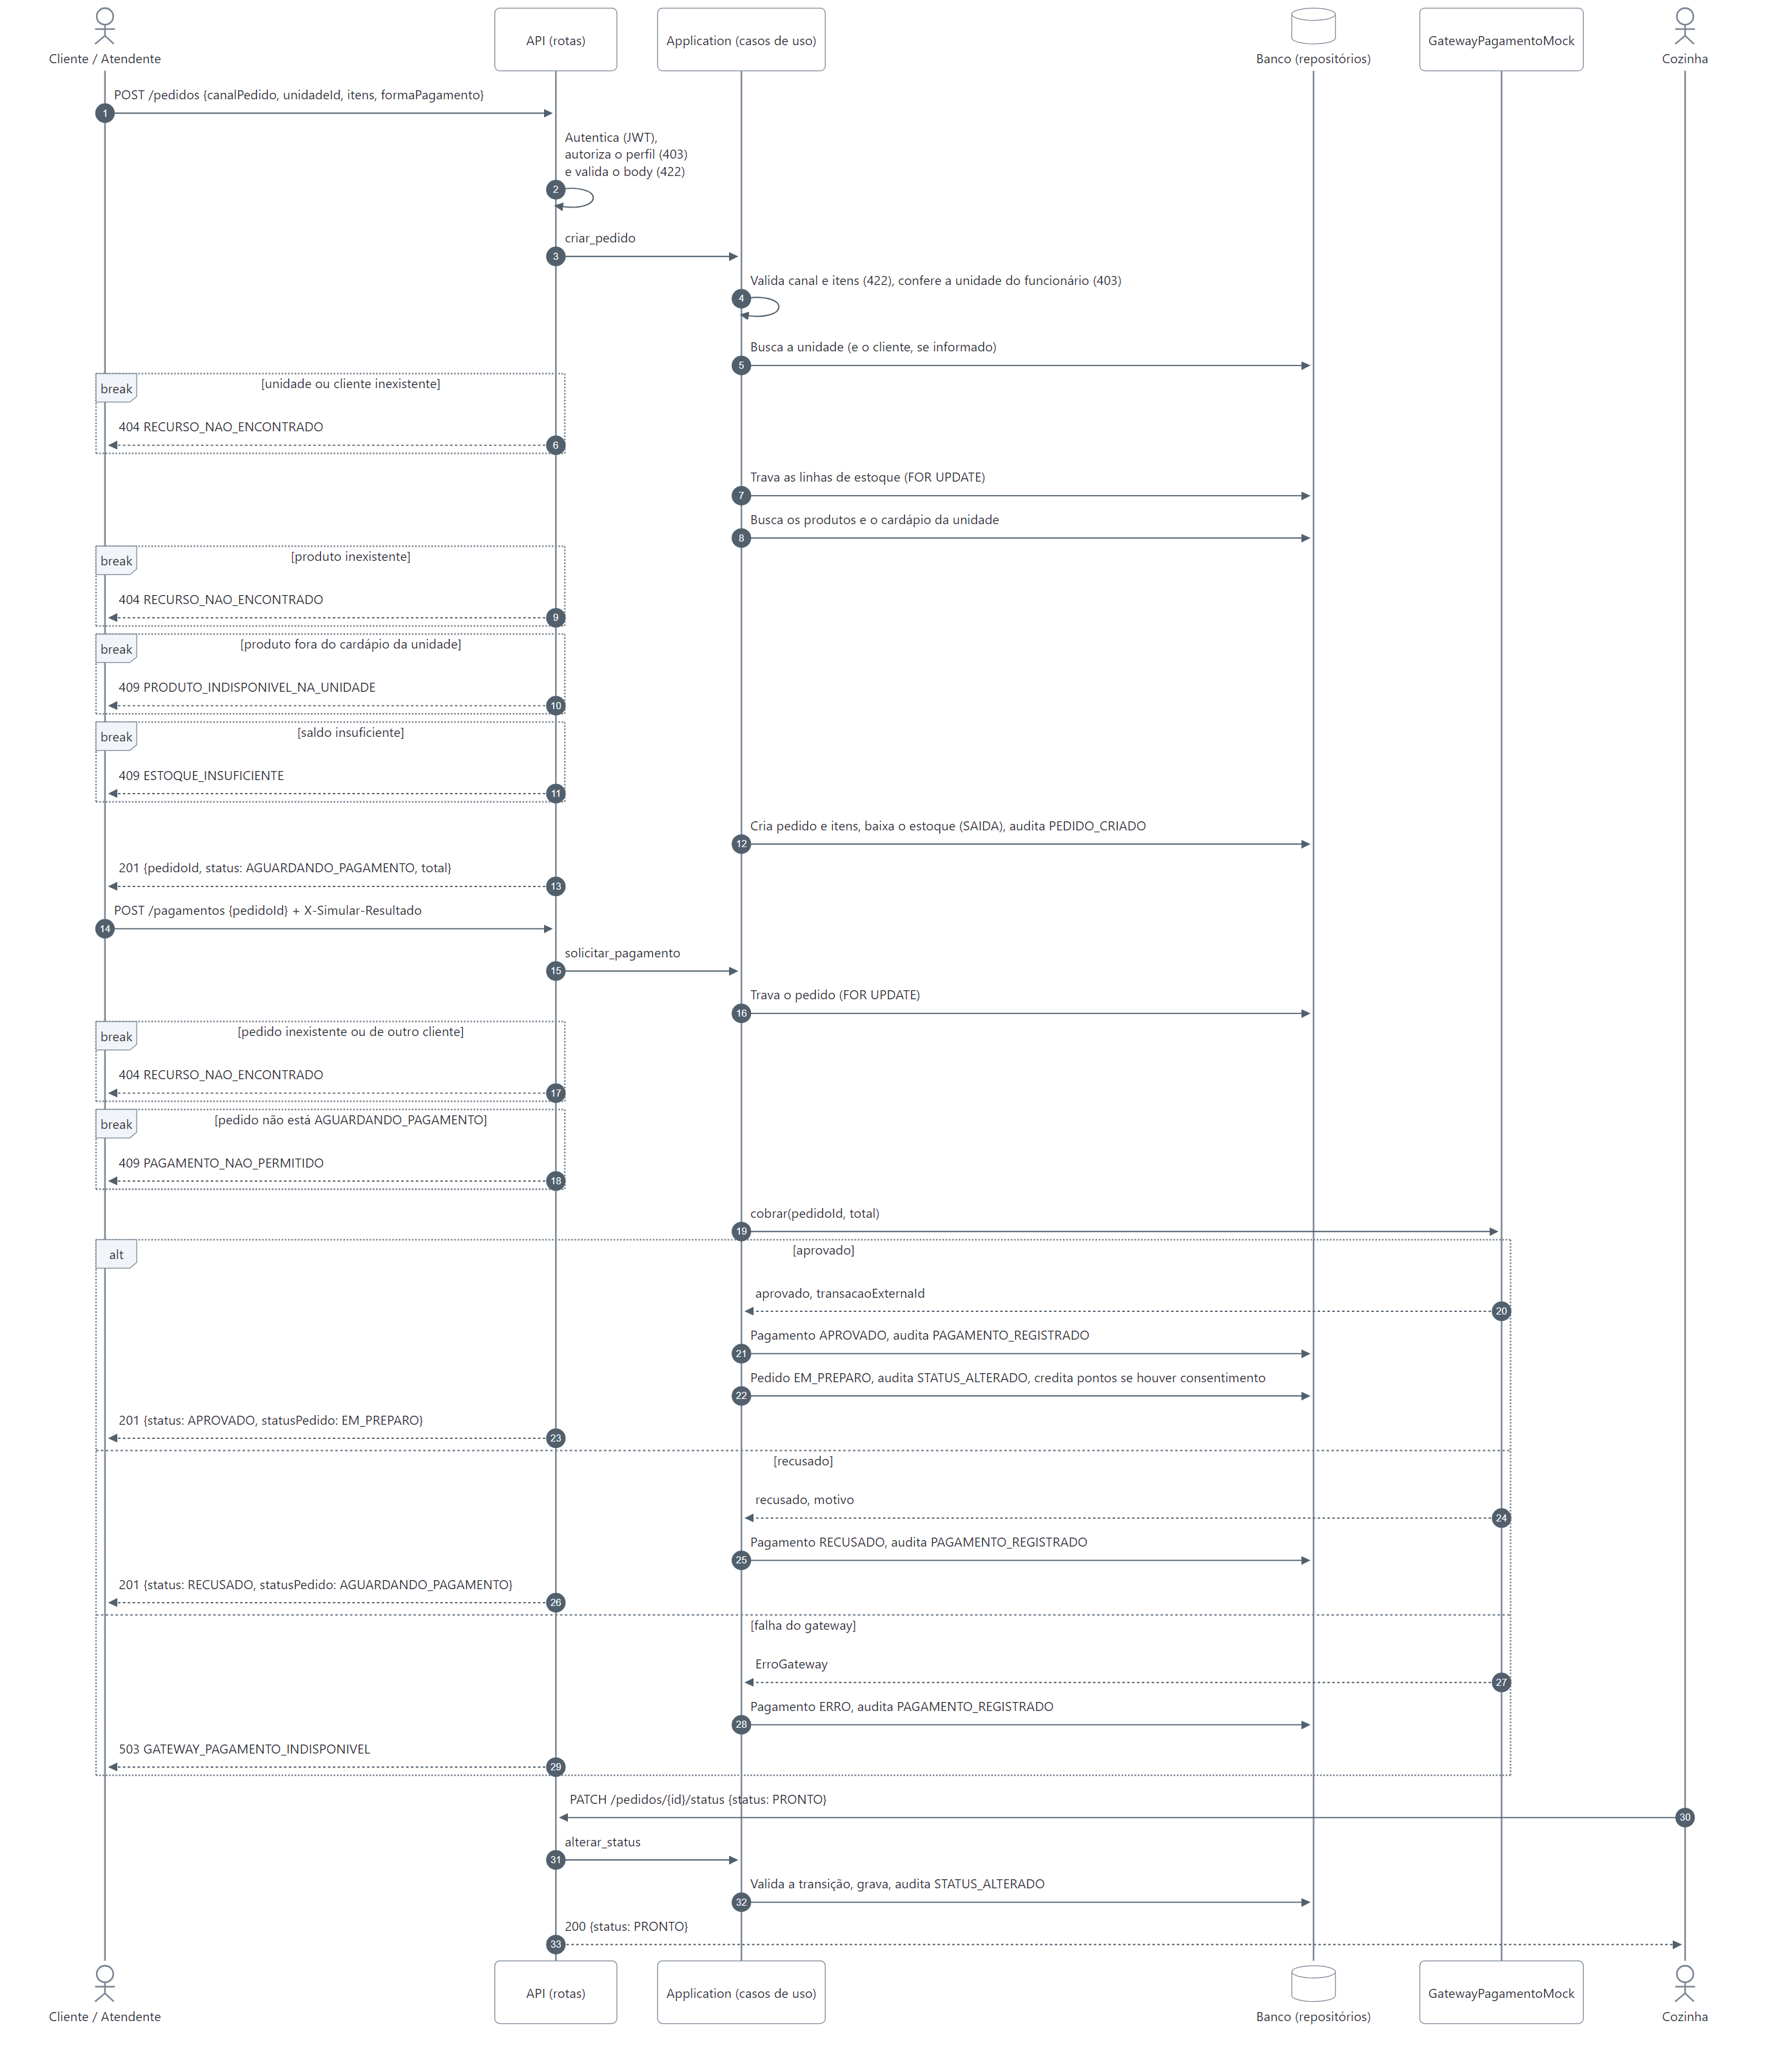 Cliente / Atendente
API (rotas)
Application (casos de uso)
Banco (repositórios)
GatewayPagamentoMock
Cozinha
POST /pedidos {canalPedido, unidadeId, itens, formaPagamento}
1
Autentica (JWT),
autoriza o perfil (403)
e valida o body (422)
2
criar_pedido
3
Valida canal e itens (422), confere a unidade do funcionário (403)
4
Busca a unidade (e o cliente, se informado)
5
break
[unidade ou cliente inexistente]
404 RECURSO_NAO_ENCONTRADO
6
Trava as linhas de estoque (FOR UPDATE)
7
Busca os produtos e o cardápio da unidade
8
break
[produto inexistente]
404 RECURSO_NAO_ENCONTRADO
9
break
[produto fora do cardápio da unidade]
409 PRODUTO_INDISPONIVEL_NA_UNIDADE
10
break
[saldo insuficiente]
409 ESTOQUE_INSUFICIENTE
11
Cria pedido e itens, baixa o estoque (SAIDA), audita PEDIDO_CRIADO
12
201 {pedidoId, status: AGUARDANDO_PAGAMENTO, total}
13
POST /pagamentos {pedidoId} + X-Simular-Resultado
14
solicitar_pagamento
15
Trava o pedido (FOR UPDATE)
16
break
[pedido inexistente ou de outro cliente]
404 RECURSO_NAO_ENCONTRADO
17
break
[pedido não está AGUARDANDO_PAGAMENTO]
409 PAGAMENTO_NAO_PERMITIDO
18
cobrar(pedidoId, total)
19
alt
[aprovado]
aprovado, transacaoExternaId
20
Pagamento APROVADO, audita PAGAMENTO_REGISTRADO
21
Pedido EM_PREPARO, audita STATUS_ALTERADO, credita pontos se houver consentimento
22
201 {status: APROVADO, statusPedido: EM_PREPARO}
23
[recusado]
recusado, motivo
24
Pagamento RECUSADO, audita PAGAMENTO_REGISTRADO
25
201 {status: RECUSADO, statusPedido: AGUARDANDO_PAGAMENTO}
26
[falha do gateway]
ErroGateway
27
Pagamento ERRO, audita PAGAMENTO_REGISTRADO
28
503 GATEWAY_PAGAMENTO_INDISPONIVEL
29
PATCH /pedidos/{id}/status {status: PRONTO}
30
alterar_status
31
Valida a transição, grava, audita STATUS_ALTERADO
32
200 {status: PRONTO}
33
Cliente / Atendente
API (rotas)
Application (casos de uso)
Banco (repositórios)
GatewayPagamentoMock
Cozinha